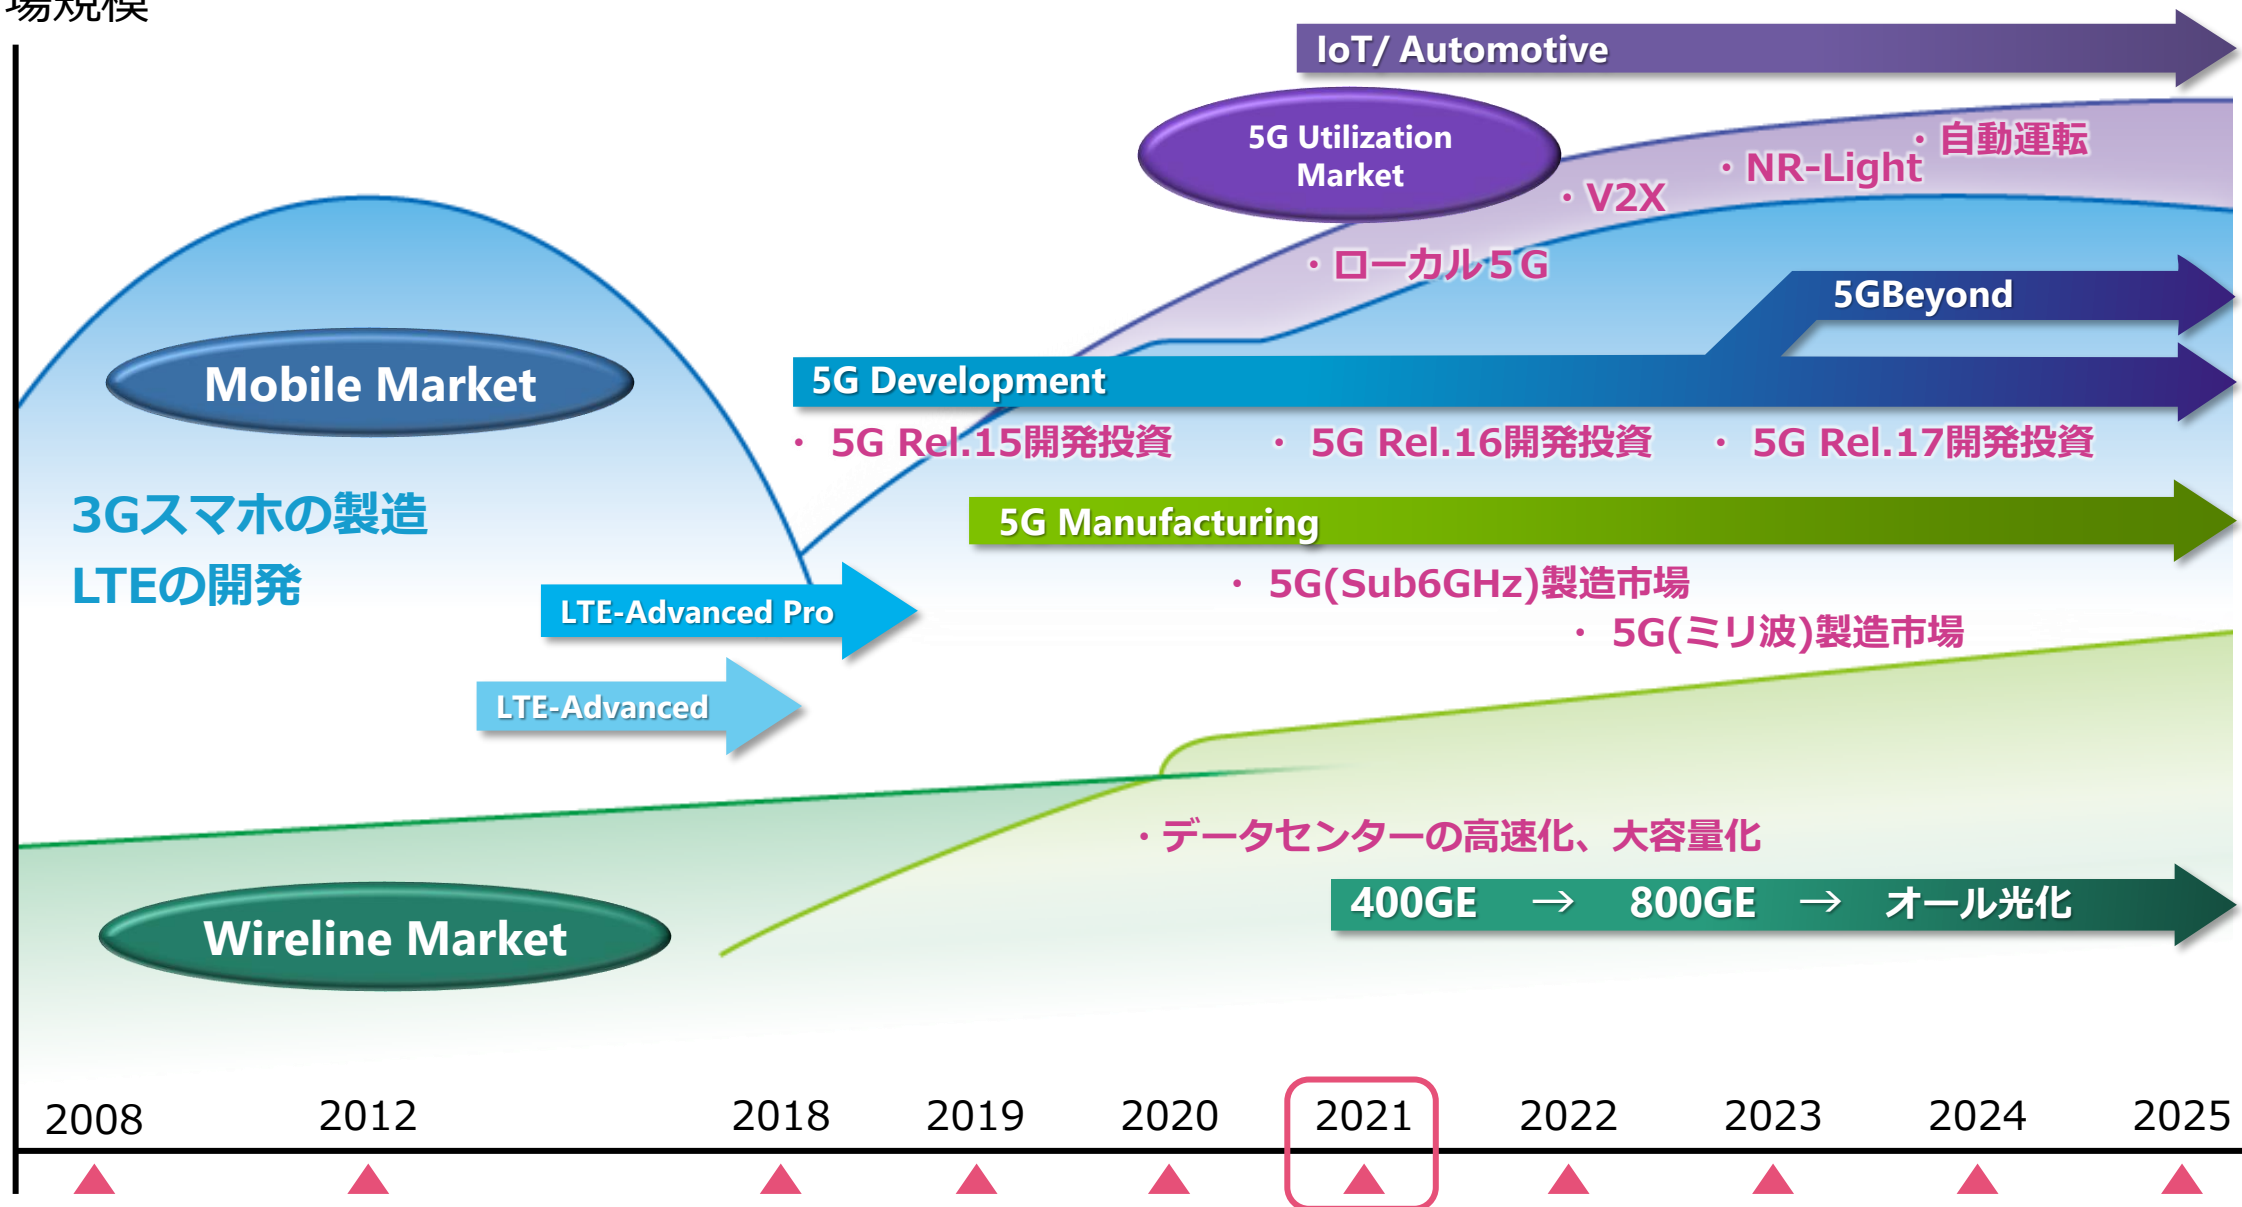 場規模
IoT/ Automotive
5G Utilization
Market
・自動運転
・NR-Light
・V2X
・ローカル５G
5GBeyond
Mobile Market
5G Development
・ 5G Rel.15開発投資
・ 5G Rel.16開発投資
・ 5G Rel.17開発投資
3Gスマホの製造
LTEの開発
5G Manufacturing
・ 5G(Sub6GHz)製造市場
・ 5G(ミリ波)製造市場
LTE-Advanced Pro
LTE-Advanced
・データセンターの高速化、大容量化
400GE → 800GE → オール光化
Wireline Market
2008 2012 2018 2019 2020 2021 2022 2023 2024 2025